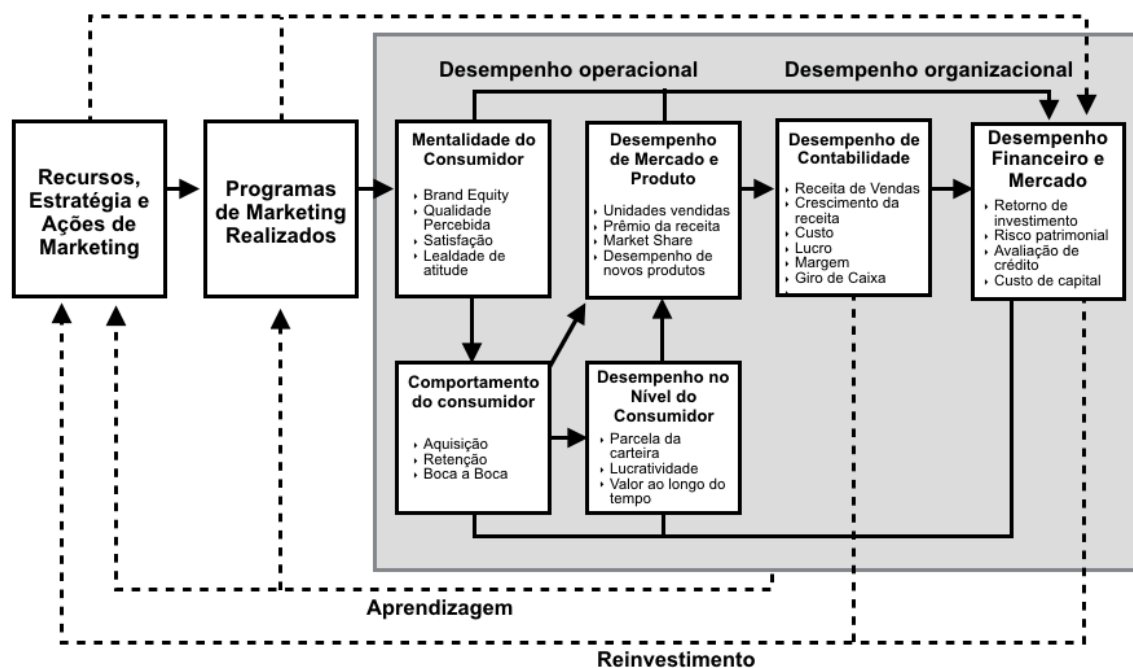 Desempenho operacional
Desempenho organizacional
Recursos,
Estratégia e
Ações de
Marketing
Programas
de Marketing
Realizados
Mentalidade do
Consumidor
Brand Equity
Qualidade
Percebida
Satisfação
Lealdade de
atitude
Desempenho
de Mercado e
Produto
Unidades vendidas
Prêmio da receita
Market Share
Desempenho de
novos produtos
Desempenho de
Contabilidade
Receita de Vendas
Crescimento da
receita
Custo
Lucro
Margem
Giro de Caixa
Desempenho
Financeiro e
Mercado
Retorno de
investimento
Risco patrimonial
Avaliação de
crédito
Custo de capital
Comportamento
do consumidor
Aquisição
Retenção
Boca a Boca
Desempenho no
Nível do
Consumidor
Parcela da
carteira
Lucratividade
Valor ao longo do
tempo
Aprendizagem
Reinvestimento